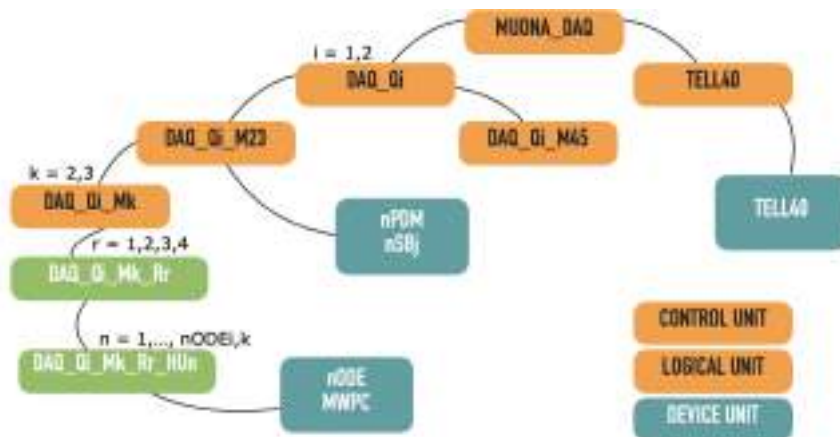 MUONA_DAQ
i = 1,2
DAQ_Qi
TELL40
DAQ_Qi_M23
DAQ_Qi_M45
k = 2,3
DAQ_Qi_Mk
nPDM
nSBj
TELL40
r = 1,2,3,4
DAQ_Qi_Mk_Rr
n = 1,..., nODEi,k
DAQ_Qi_Mk_Rr_HUn
nODE
MWPC
CONTROL UNIT
LOGICAL UNIT
DEVICE UNIT